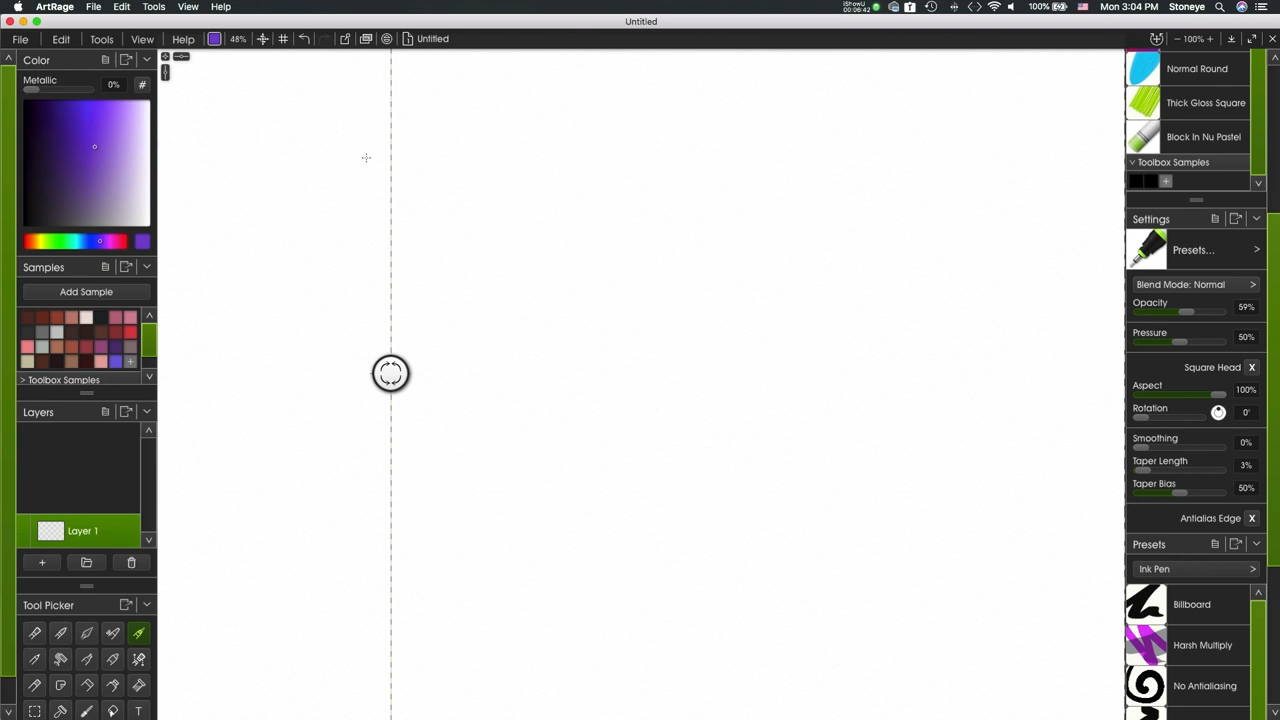 ArtRage File Edit Tools View Help iShowU 00:06:42 100% Mon 3:04 PM Stoneye
Untitled
File Edit Tools View Help 48% Untitled 100%
Color
Metallic 0% #
Samples
Add Sample
> Toolbox Samples
Layers
Layer 1
Tool Picker
T
Normal Round
Thick Gloss Square
Block In Nu Pastel
Toolbox Samples
Settings
Presets... >
Blend Mode: Normal >
Opacity 59%
Pressure 50%
Square Head X
Aspect 100%
Rotation 0°
Smoothing 0%
Taper Length 3%
Taper Bias 50%
Antialias Edge X
Presets
Ink Pen >
Billboard
Harsh Multiply
No Antialiasing